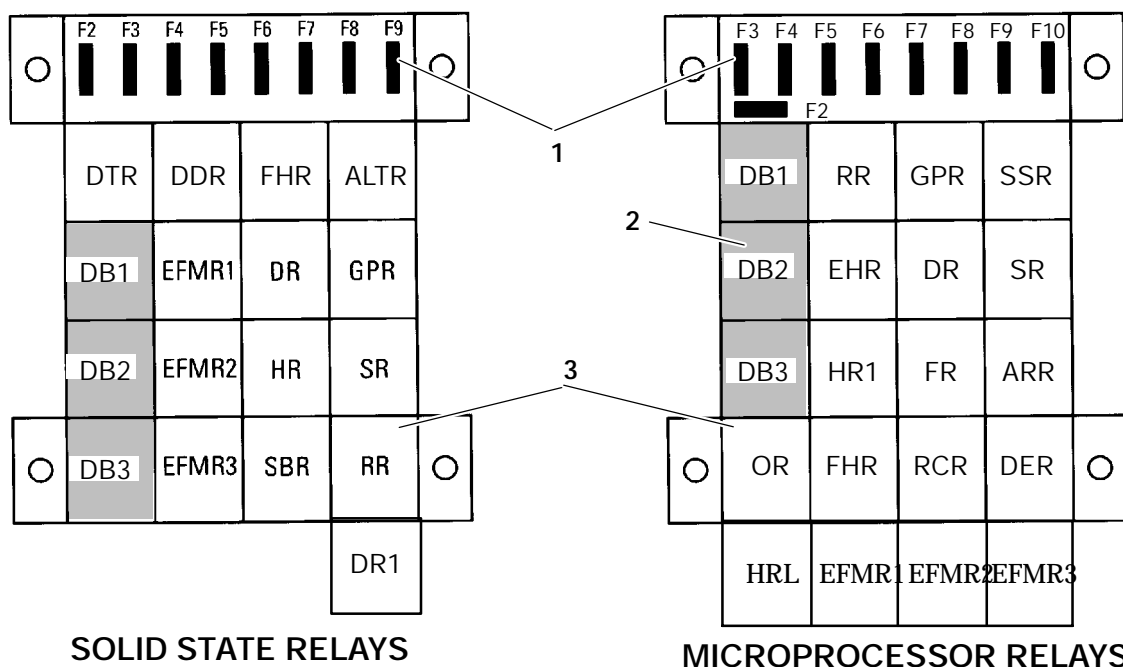 F2 F3 F4 F5 F6 F7 F8 F9
DTR DDR FHR ALTR
DB1 EFMR1 DR GPR
DB2 EFMR2 HR SR
DB3 EFMR3 SBR RR
DR1
SOLID STATE RELAYS
1
2
3
F3 F4 F5 F6 F7 F8 F9 F10
F2
DB1 RR GPR SSR
DB2 EHR DR SR
DB3 HR1 FR ARR
OR FHR RCR DER
HRL EFMR1 EFMR2 EFMR3
MICROPROCESSOR RELAYS